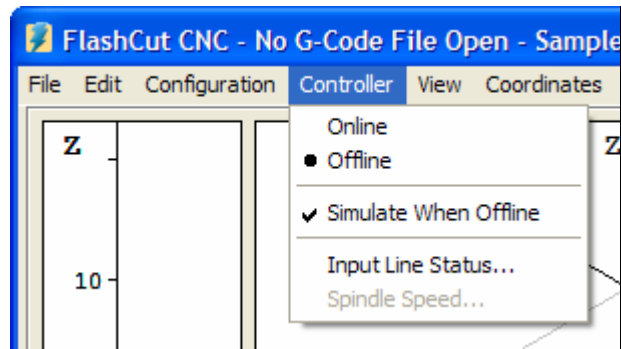 FlashCut CNC - No G-Code File Open - Sample
File Edit Configuration Controller View Coordinates
Online
Z Z
Offline
Simulate When Offline
Input Line Status...
10
Spindle Speed...